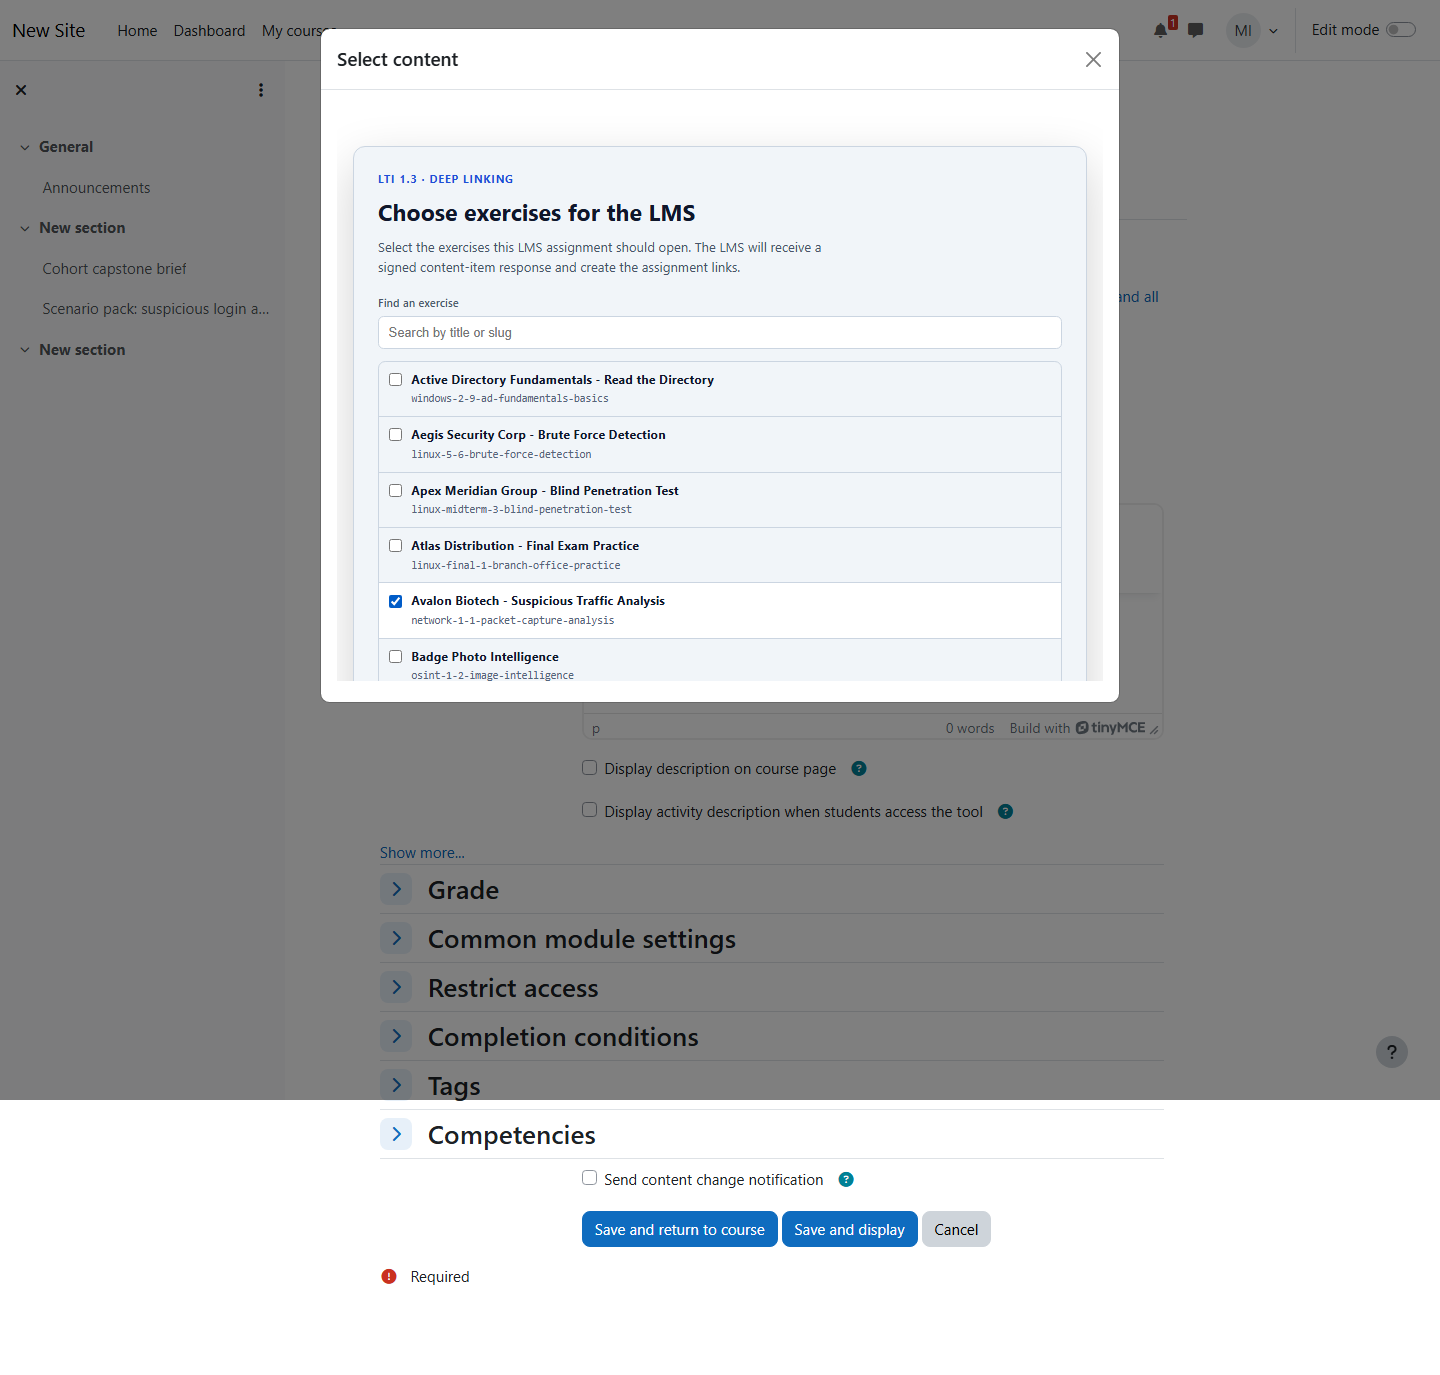 New Site
Home
Dashboard
My
1
MI
Edit mode
Select content
General
Announcements
New section
Cohort capstone brief
Scenario pack: suspicious login a...
New section
LTI 1.3 · DEEP LINKING
Choose exercises for the LMS
Select the exercises this LMS assignment should open. The LMS will receive a
signed content-item response and create the assignment links.
all
Find an exercise
Search by title or slug
Active Directory Fundamentals - Read the Directory
windows-2-9-ad-fundamentals-basics
Aegis Security Corp - Brute Force Detection
linux-5-6-brute-force-detection
Apex Meridian Group - Blind Penetration Test
linux-midterm-3-blind-penetration-test
Atlas Distribution - Final Exam Practice
linux-final-1-branch-office-practice
Avalon Biotech - Suspicious Traffic Analysis
network-1-1-packet-capture-analysis
Badge Photo Intelligence
osint-1-2-image-intelligence
p
0 words
Build with tinyMCE
Display description on course page
Display activity description when students access the tool
Show more...
Grade
Common module settings
Restrict access
Completion conditions
Tags
Competencies
Send content change notification
Save and return to course
Save and display
Cancel
Required